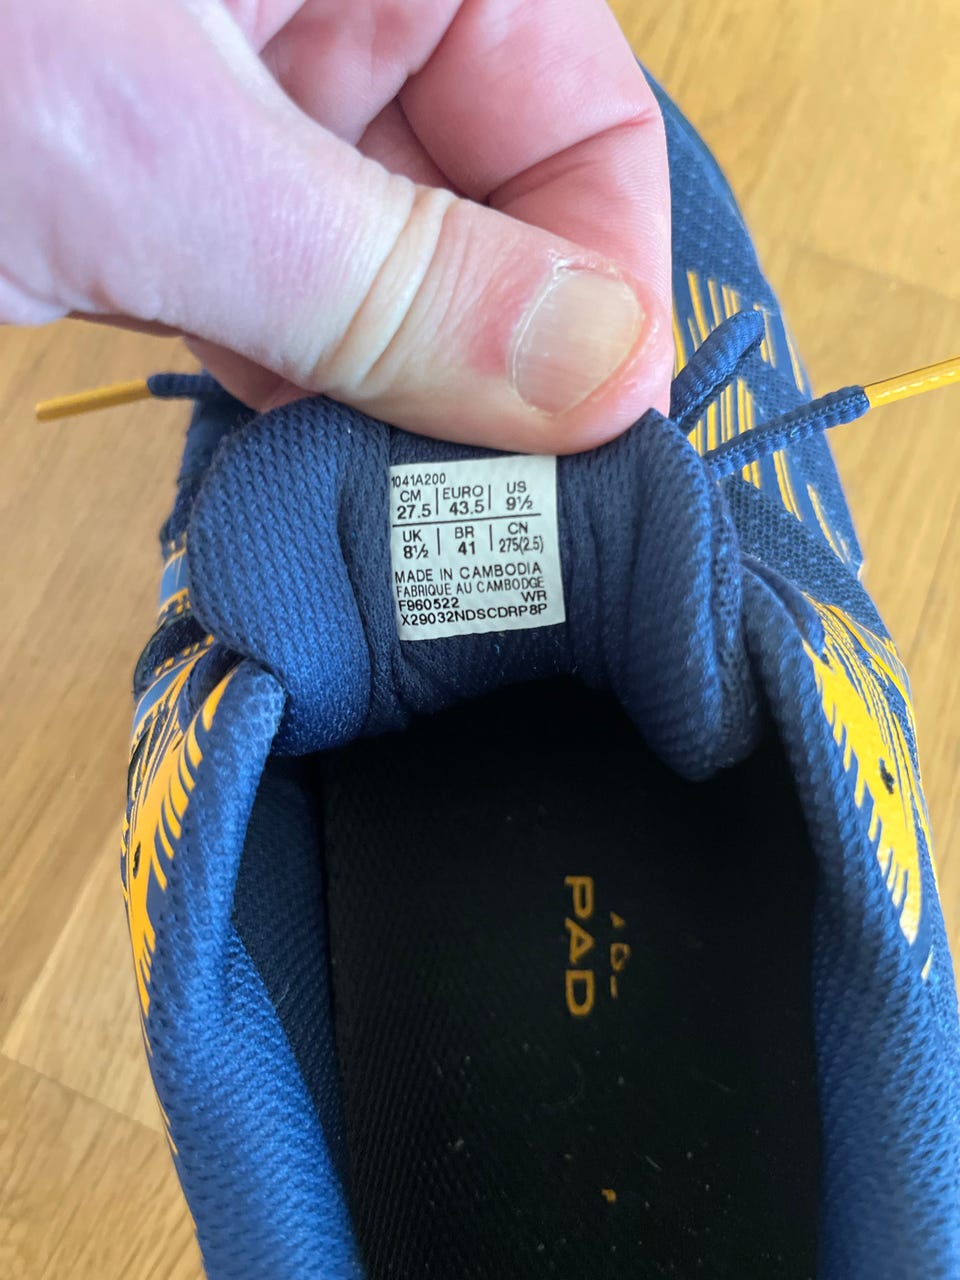 1041A200
CM EURO US
27.5 43.5 9½
UK BR CN
8½ 41 275(2.5)
MADE IN CAMBODIA
FABRIQUE AU CAMBODGE
F960522 WR
X29032NDSCDRP8P
PAD